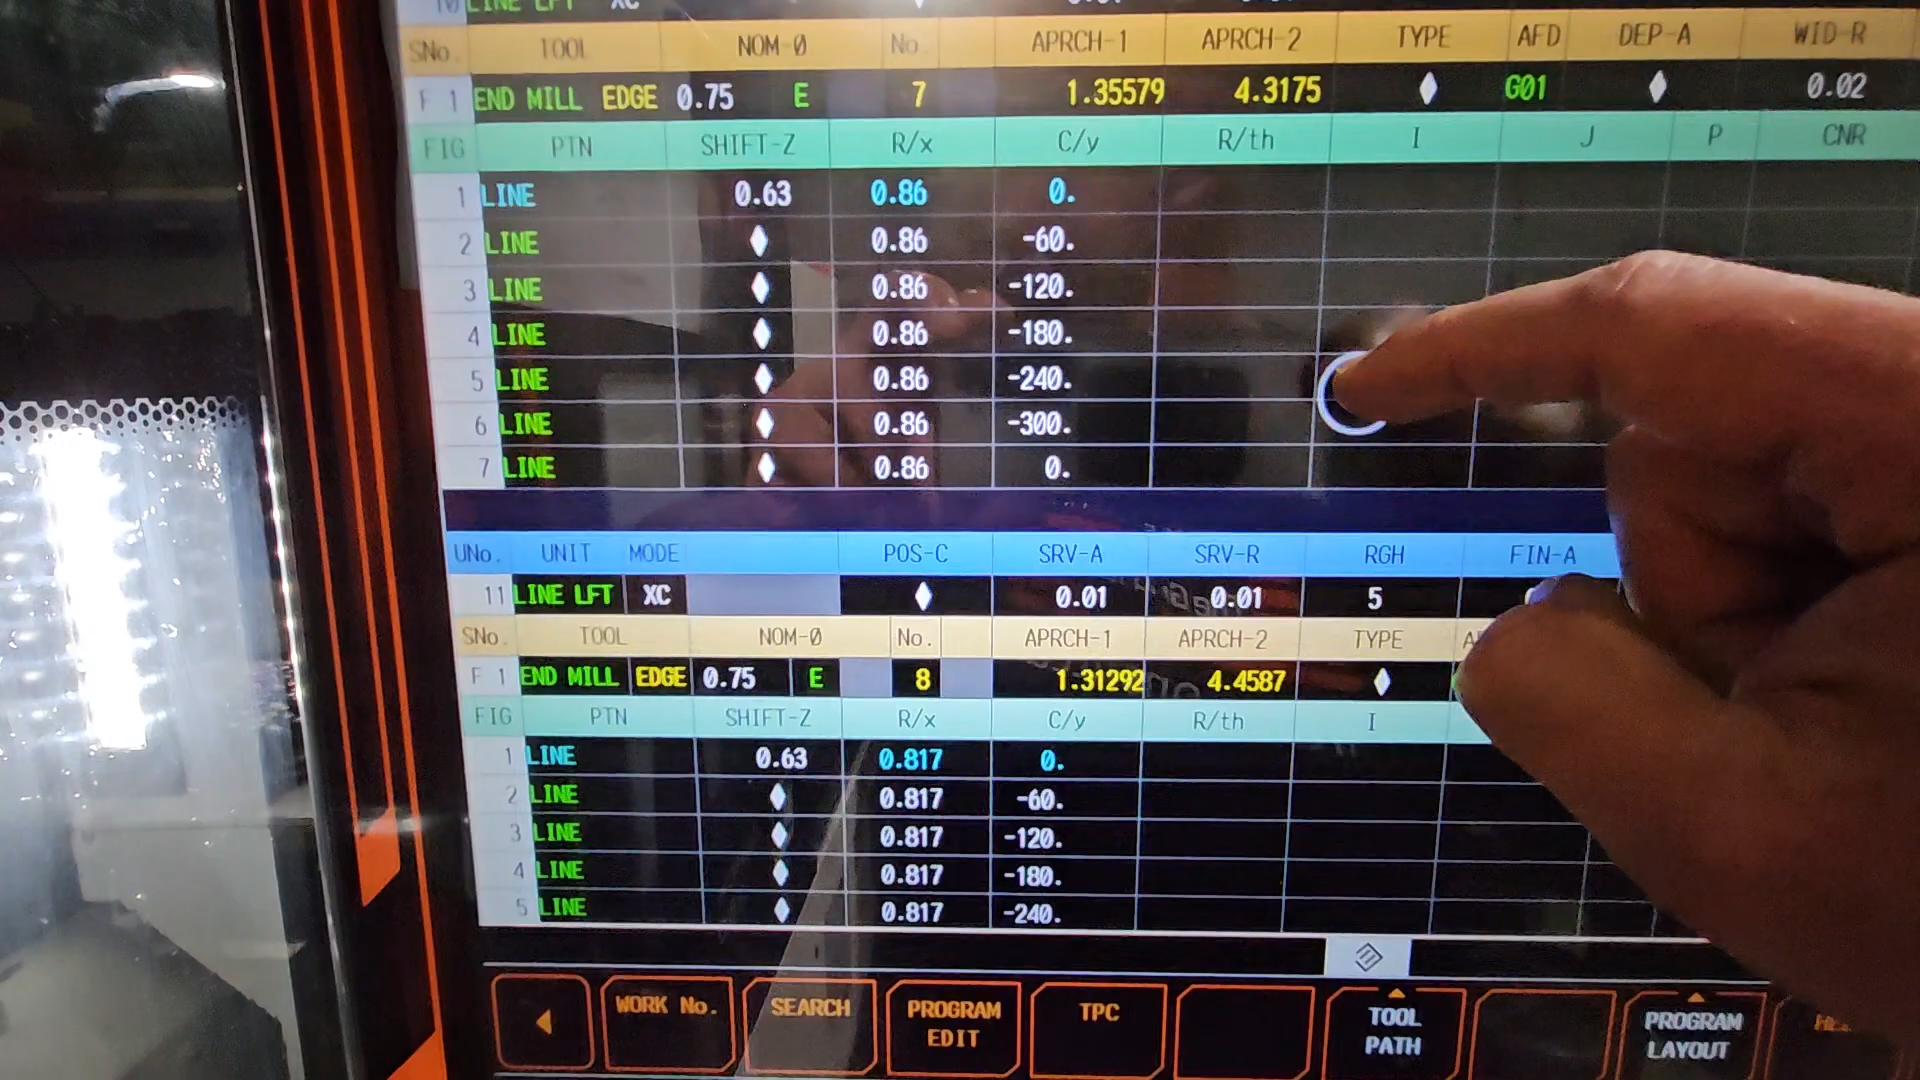 10 LINE LFT XC
SNo. TOOL NOM-Ø No. APRCH-1 APRCH-2 TYPE AFD DEP-A WID-R
F 1 END MILL EDGE 0.75 E 7 1.35579 4.3175 ♦ G01 ♦ 0.02
FIG PTN SHIFT-Z R/x C/y R/th I J P CNR
1 LINE 0.63 0.86 0.
2 LINE ♦ 0.86 -60.
3 LINE ♦ 0.86 -120.
4 LINE ♦ 0.86 -180.
5 LINE ♦ 0.86 -240.
6 LINE ♦ 0.86 -300.
7 LINE ♦ 0.86 0.
UNo. UNIT MODE POS-C SRV-A SRV-R RGH FIN-A
11 LINE LFT XC ♦ 0.01 0.01 5
SNo. TOOL NOM-Ø No. APRCH-1 APRCH-2 TYPE
F 1 END MILL EDGE 0.75 E 8 1.31292 4.4587 ♦
FIG PTN SHIFT-Z R/x C/y R/th I
1 LINE 0.63 0.817 0.
2 LINE ♦ 0.817 -60.
3 LINE ♦ 0.817 -120.
4 LINE ♦ 0.817 -180.
5 LINE ♦ 0.817 -240.
WORK No. SEARCH PROGRAM EDIT TPC TOOL PATH PROGRAM LAYOUT